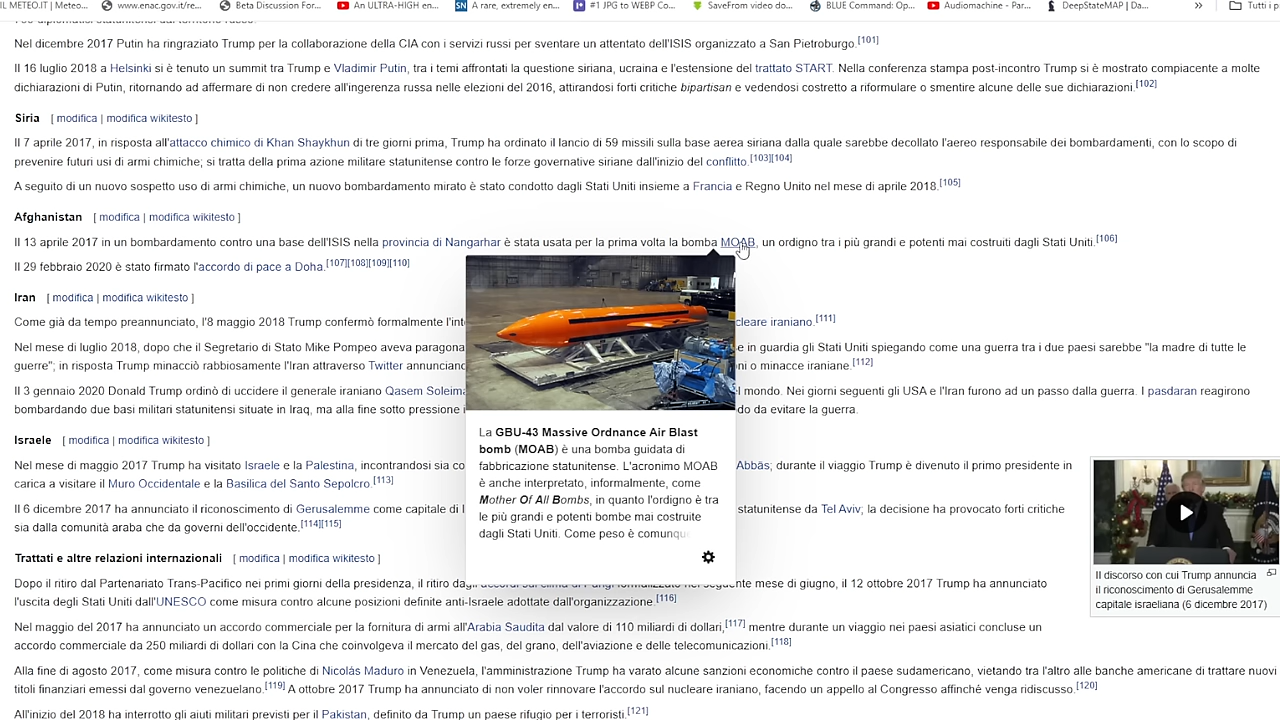 IL METEO.IT | Meteo...
www.enac.gov.it/re...
Beta Discussion For...
An ULTRA-HIGH en...
A rare, extremely en...
#1 JPG to WEBP Co...
SaveFrom video do...
BLUE Command: Op...
Audiomachine - Par...
DeepStateMAP | Da...
»
Tutti i p
Nel dicembre 2017 Putin ha ringraziato Trump per la collaborazione della CIA con i servizi russi per sventare un attentato dell'ISIS organizzato a San Pietroburgo.[101]
Il 16 luglio 2018 a Helsinki si è tenuto un summit tra Trump e Vladimir Putin, tra i temi affrontati la questione siriana, ucraina e l'estensione del trattato START. Nella conferenza stampa post-incontro Trump si è mostrato compiacente a molte
dichiarazioni di Putin, ritornando ad affermare di non credere all'ingerenza russa nelle elezioni del 2016, attirandosi forti critiche bipartisan e vedendosi costretto a riformulare o smentire alcune delle sue dichiarazioni.[102]
Siria [ modifica | modifica wikitesto ]
Il 7 aprile 2017, in risposta all'attacco chimico di Khan Shaykhun di tre giorni prima, Trump ha ordinato il lancio di 59 missili sulla base aerea siriana dalla quale sarebbe decollato l'aereo responsabile dei bombardamenti, con lo scopo di
prevenire futuri usi di armi chimiche; si tratta della prima azione militare statunitense contro le forze governative siriane dall'inizio del conflitto.[103][104]
A seguito di un nuovo sospetto uso di armi chimiche, un nuovo bombardamento mirato è stato condotto dagli Stati Uniti insieme a Francia e Regno Unito nel mese di aprile 2018.[105]
Afghanistan [ modifica | modifica wikitesto ]
Il 13 aprile 2017 in un bombardamento contro una base dell'ISIS nella provincia di Nangarhar è stata usata per la prima volta la bomba MOAB, un ordigno tra i più grandi e potenti mai costruiti dagli Stati Uniti.[106]
Il 29 febbraio 2020 è stato firmato l'accordo di pace a Doha.[107][108][109][110]
Iran [ modifica | modifica wikitesto ]
Come già da tempo preannunciato, l'8 maggio 2018 Trump confermò formalmente l'int cleare iraniano.[111]
Nel mese di luglio 2018, dopo che il Segretario di Stato Mike Pompeo aveva paragona e in guardia gli Stati Uniti spiegando come una guerra tra i due paesi sarebbe "la madre di tutte le
guerre"; in risposta Trump minacciò rabbiosamente l'Iran attraverso Twitter annuncian oni o minacce iraniane.[112]
Il 3 gennaio 2020 Donald Trump ordinò di uccidere il generale iraniano Qasem Soleima l mondo. Nei giorni seguenti gli USA e l'Iran furono ad un passo dalla guerra. I pasdaran reagirono
bombardando due basi militari statunitensi situate in Iraq, ma alla fine sotto pressione do da evitare la guerra.
La GBU-43 Massive Ordnance Air Blast
bomb (MOAB) è una bomba guidata di
fabbricazione statunitense. L'acronimo MOAB
è anche interpretato, informalmente, come
Mother Of All Bombs, in quanto l'ordigno è tra
le più grandi e potenti bombe mai costruite
dagli Stati Uniti. Come peso è comunque
Israele [ modifica | modifica wikitesto ]
Nel mese di maggio 2017 Trump ha visitato Israele e la Palestina, incontrandosi sia co Abbās; durante il viaggio Trump è divenuto il primo presidente in
carica a visitare il Muro Occidentale e la Basilica del Santo Sepolcro.[113]
Il 6 dicembre 2017 ha annunciato il riconoscimento di Gerusalemme come capitale di I statunitense da Tel Aviv; la decisione ha provocato forti critiche
sia dalla comunità araba che da governi dell'occidente.[114][115]
Il discorso con cui Trump annuncia
il riconoscimento di Gerusalemme
capitale israeliana (6 dicembre 2017)
Trattati e altre relazioni internazionali [ modifica | modifica wikitesto ]
Dopo il ritiro dal Partenariato Trans-Pacifico nei primi giorni della presidenza, il ritiro dagli accordi sul clima di Parigi formalizzato nel seguente mese di giugno, il 12 ottobre 2017 Trump ha annunciato
l'uscita degli Stati Uniti dall'UNESCO come misura contro alcune posizioni definite anti-Israele adottate dall'organizzazione.[116]
Nel maggio del 2017 ha annunciato un accordo commerciale per la fornitura di armi all'Arabia Saudita dal valore di 110 miliardi di dollari,[117] mentre durante un viaggio nei paesi asiatici concluse un
accordo commerciale da 250 miliardi di dollari con la Cina che coinvolgeva il mercato del gas, del grano, dell'aviazione e delle telecomunicazioni.[118]
Alla fine di agosto 2017, come misura contro le politiche di Nicolás Maduro in Venezuela, l'amministrazione Trump ha varato alcune sanzioni economiche contro il paese sudamericano, vietando tra l'altro alle banche americane di trattare nuovi
titoli finanziari emessi dal governo venezuelano.[119] A ottobre 2017 Trump ha annunciato di non voler rinnovare l'accordo sul nucleare iraniano, facendo un appello al Congresso affinché venga ridiscusso.[120]
All'inizio del 2018 ha interrotto gli aiuti militari previsti per il Pakistan, definito da Trump un paese rifugio per i terroristi.[121]